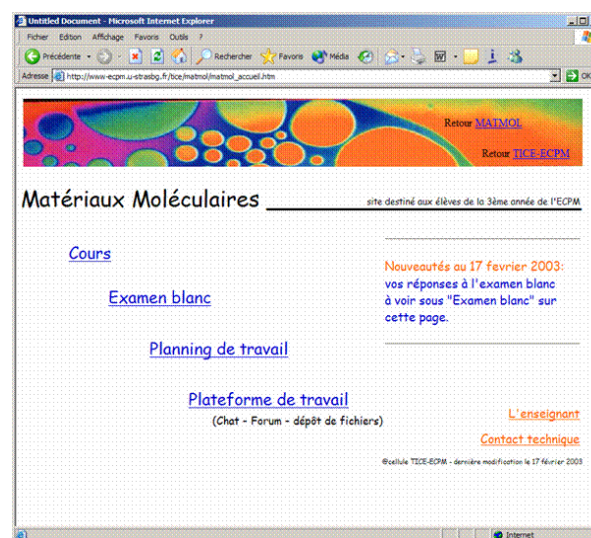 Untitled Document - Microsoft Internet Explorer
Fichier Edition Affichage Favoris Outils ?
Précédente Rechercher Favoris Média
Adresse http://www-ecpm.u-strasbg.fr/tice/matmol/matmol_accueil.htm OK
Retour MATMOL
Retour TICE-ECPM
Matériaux Moléculaires
site destiné aux élèves de la 3ème année de l'ECPM
Cours
Examen blanc
Planning de travail
Plateforme de travail
(Chat - Forum - dépôt de fichiers)
Nouveautés au 17 fevrier 2003:
vos réponses à l'examen blanc
à voir sous "Examen blanc" sur
cette page.
L'enseignant
Contact technique
©cellule TICE-ECPM - dernière modification le 17 février 2003
Internet